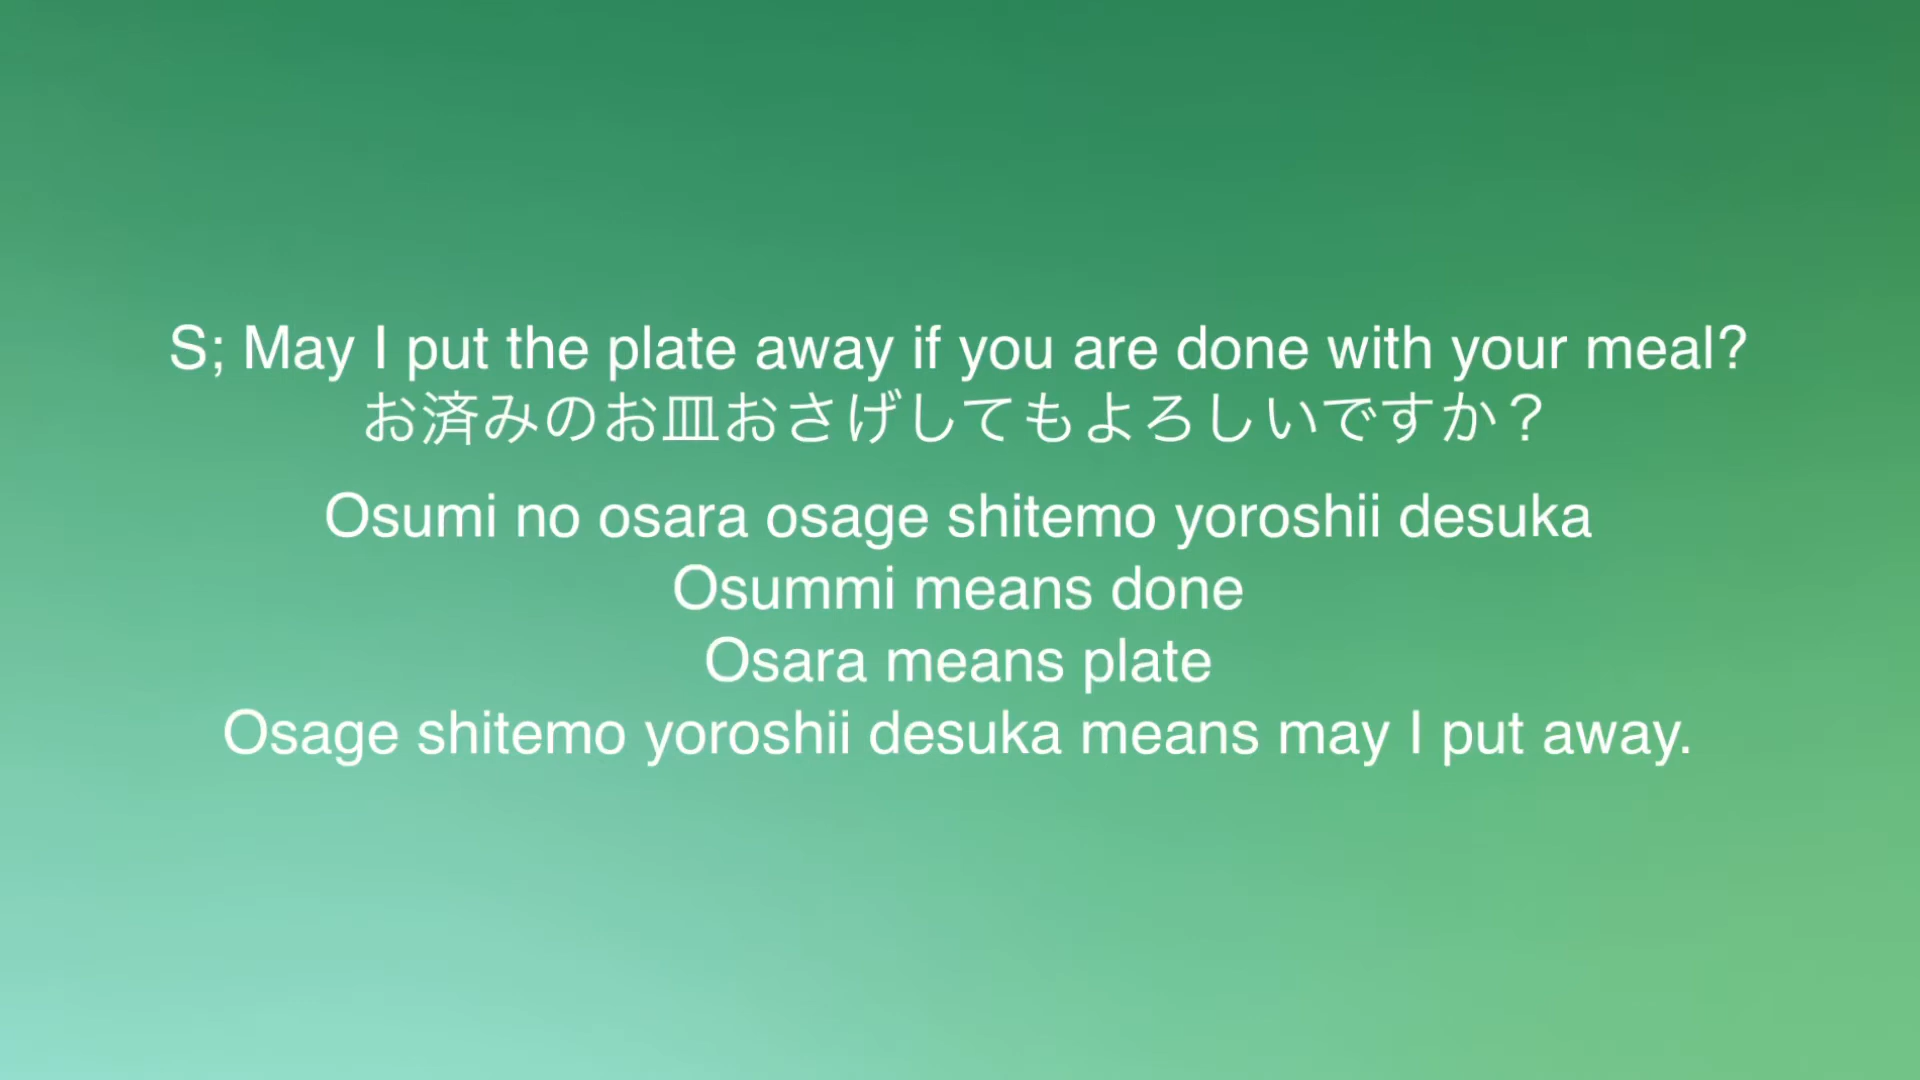 S; May I put the plate away if you are done with your meal?
お済みのお皿おさげしてもよろしいですか？
Osumi no osara osage shitemo yoroshii desuka
Osummi means done
Osara means plate
Osage shitemo yoroshii desuka means may I put away.